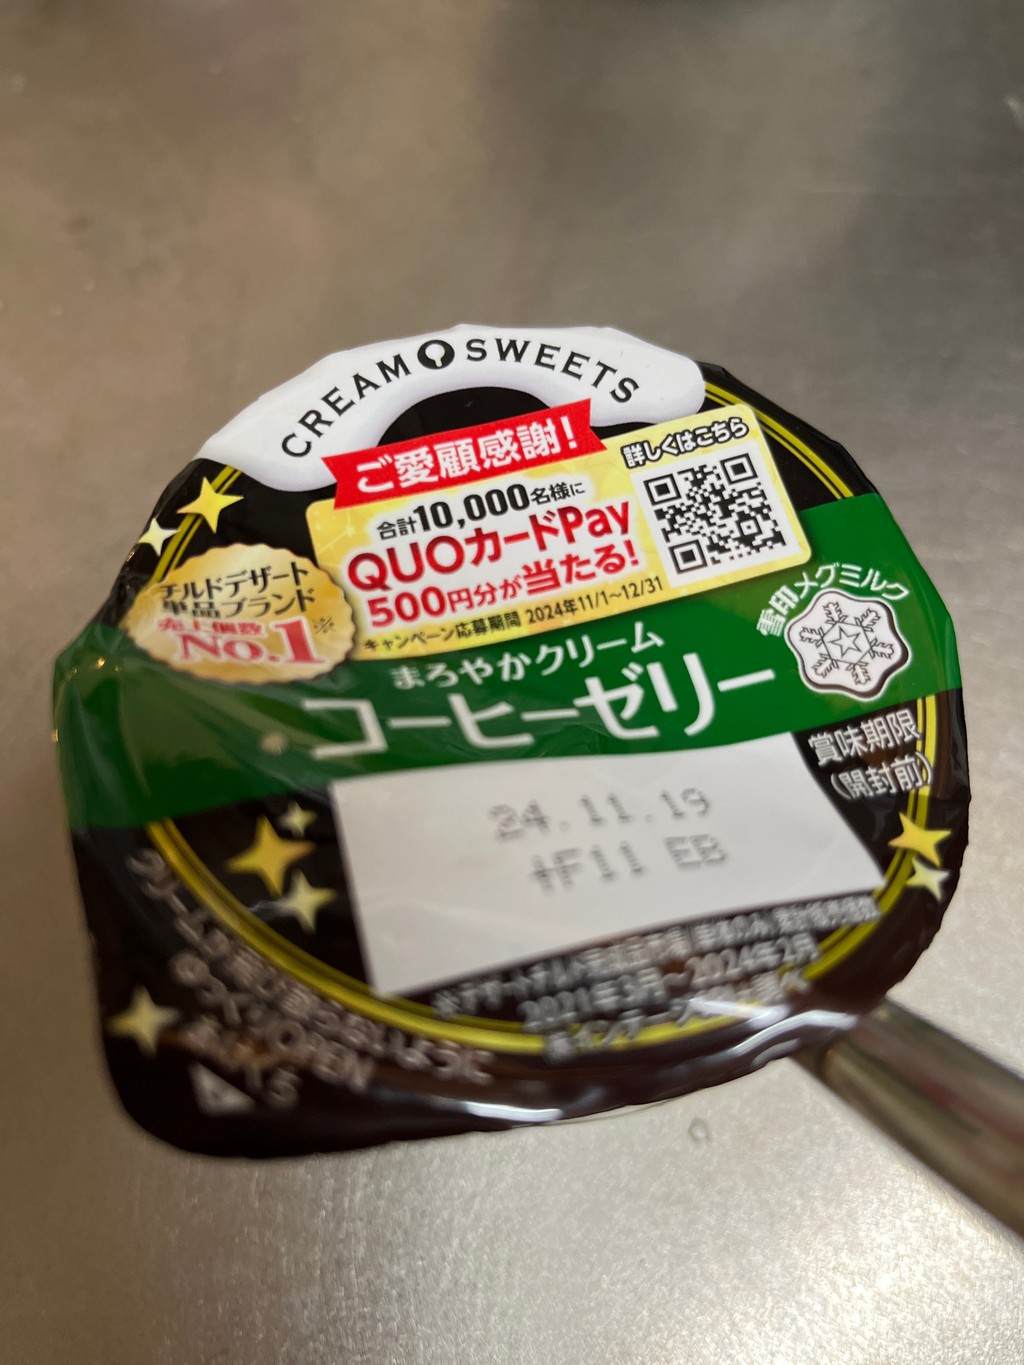 CREAM SWEETS
ご愛顧感謝!
合計10,000名様に
QUOカードPay
500円分が当たる!
キャンペーン応募期間 2024年11/1~12/31
詳しくはこちら
チルドデザート
単品ブランド
売上個数
No.1※
雪印メグミルク
まろやかクリーム
コーヒーゼリー
賞味期限
(開封前)
24.11.19
11 EB
2021年3月~2024年2月